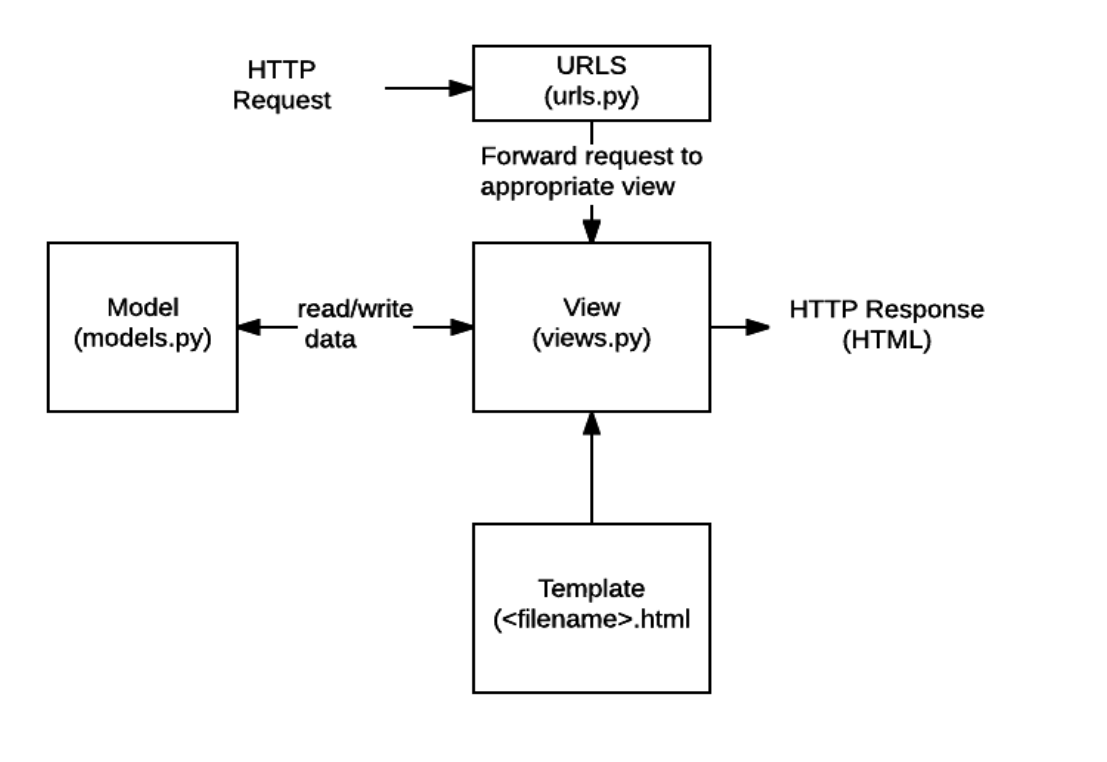 HTTP
Request
URLS
(urls.py)
Forward request to
appropriate view
Model
(models.py)
read/write
data
View
(views.py)
HTTP Response
(HTML)
Template
(<filename>.html